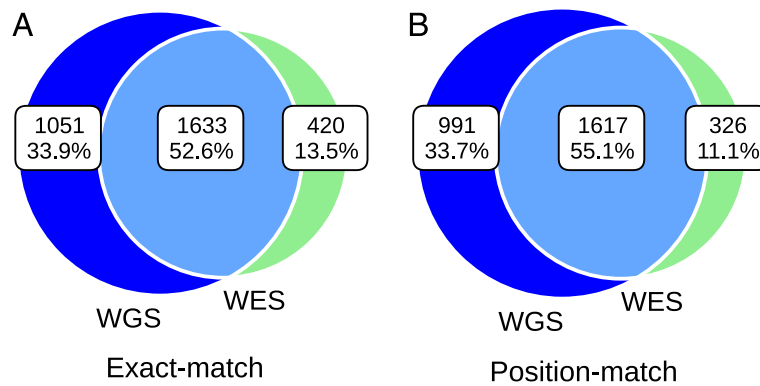 A
1051
33.9%
1633
52.6%
420
13.5%
WGS
WES
Exact-match
B
991
33.7%
1617
55.1%
326
11.1%
WGS
WES
Position-match